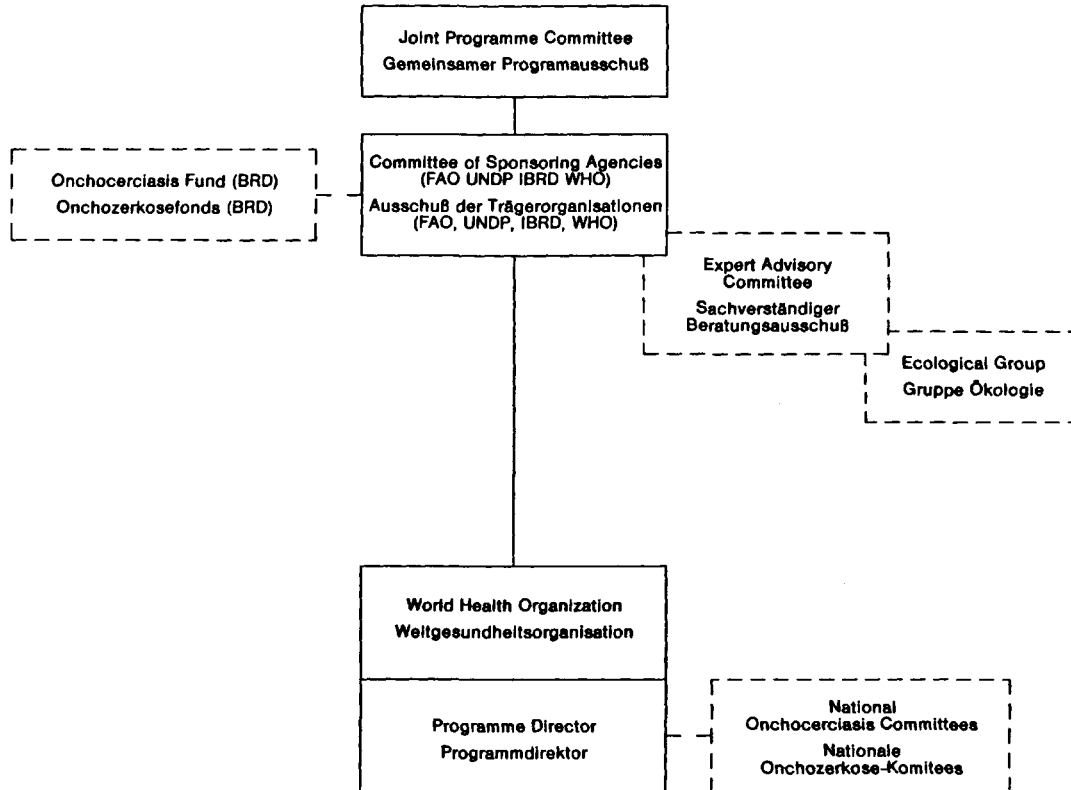 Joint Programme Committee
Gemeinsamer Programausschuß
Onchocerciasis Fund (BRD)
Onchozerkosefonds (BRD)
Committee of Sponsoring Agencies
(FAO UNDP IBRD WHO)
Ausschuß der Trägerorganisationen
(FAO, UNDP, IBRD, WHO)
Expert Advisory
Committee
Sachverständiger
Beratungsausschuß
Ecological Group
Gruppe Ökologie
World Health Organization
Weltgesundheitsorganisation
Programme Director
Programmdirektor
National
Onchocerciasis Committees
Nationale
Onchozerkose-Komitees